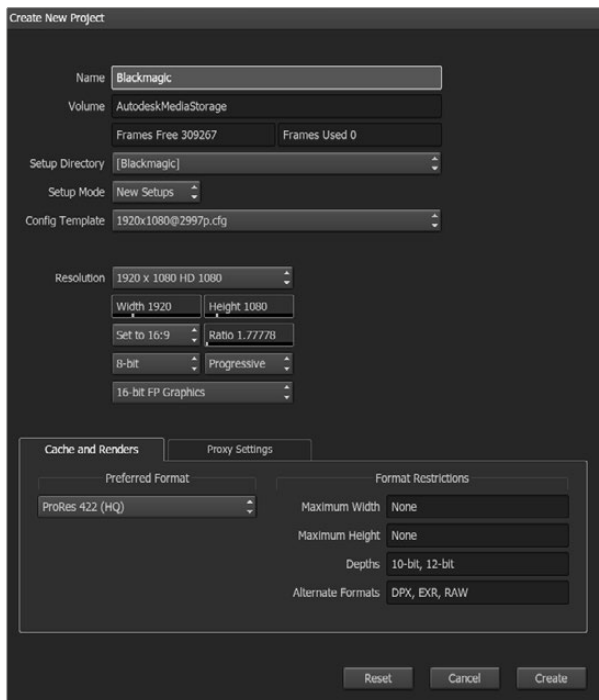 Create New Project
Name Blackmagic
Volume AutodeskMediaStorage
Frames Free 309267 Frames Used 0
Setup Directory [Blackmagic]
Setup Mode New Setups
Config Template 1920x1080@2997p.cfg
Resolution 1920 x 1080 HD 1080
Width 1920 Height 1080
Set to 16:9 Ratio 1.77778
8-bit Progressive
16-bit FP Graphics
Cache and Renders Proxy Settings
Preferred Format Format Restrictions
ProRes 422 (HQ) Maximum Width None
Maximum Height None
Depths 10-bit, 12-bit
Alternate Formats DPX, EXR, RAW
Reset Cancel Create